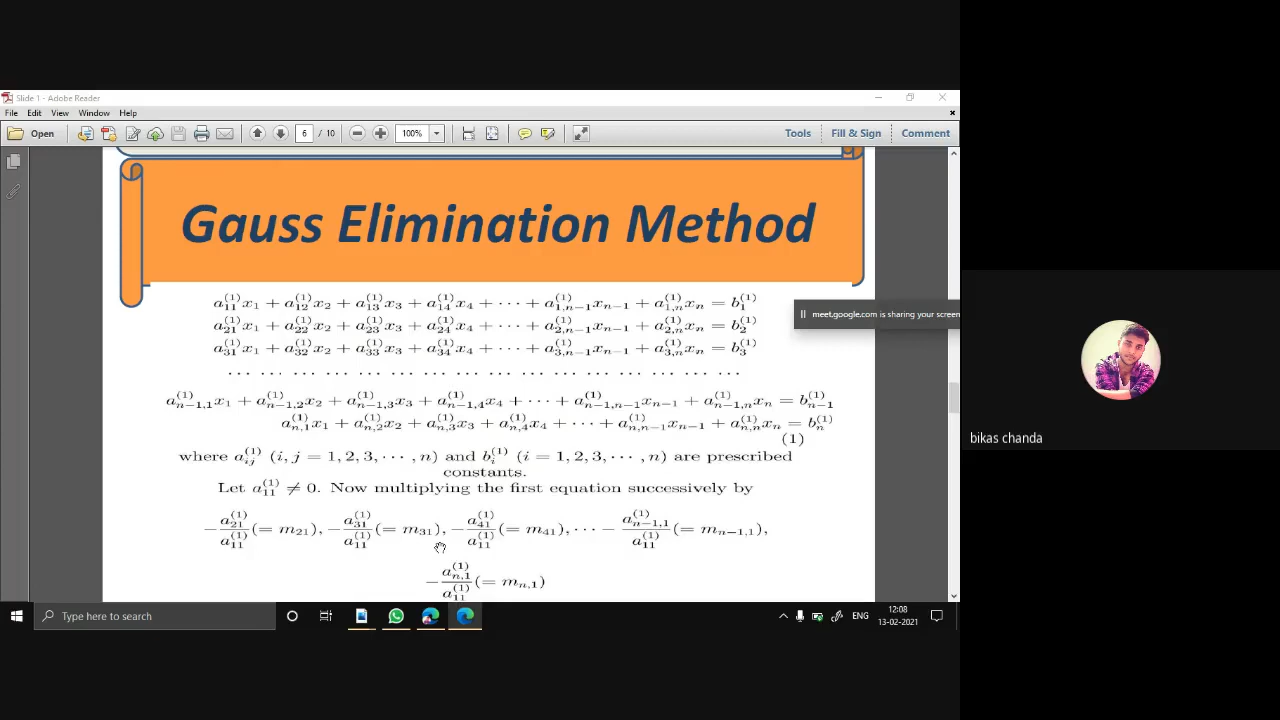 Slide 1 - Adobe Reader
File Edit View Window Help
Open 6 / 10 100% Tools Fill & Sign Comment
Gauss Elimination Method
a_{11}^{(1)}x_1 + a_{12}^{(1)}x_2 + a_{13}^{(1)}x_3 + a_{14}^{(1)}x_4 + ⋯ + a_{1,n−1}^{(1)}x_{n−1} + a_{1,n}^{(1)}x_n = b_1^{(1)}
a_{21}^{(1)}x_1 + a_{22}^{(1)}x_2 + a_{23}^{(1)}x_3 + a_{24}^{(1)}x_4 + ⋯ + a_{2,n−1}^{(1)}x_{n−1} + a_{2,n}^{(1)}x_n = b_2^{(1)}
meet.google.com is sharing your screen
a_{31}^{(1)}x_1 + a_{32}^{(1)}x_2 + a_{33}^{(1)}x_3 + a_{34}^{(1)}x_4 + ⋯ + a_{3,n−1}^{(1)}x_{n−1} + a_{3,n}^{(1)}x_n = b_3^{(1)}
⋯ ⋯ ⋯ ⋯ ⋯ ⋯ ⋯ ⋯ ⋯ ⋯ ⋯ ⋯ ⋯ ⋯ ⋯ ⋯
a_{n−1,1}^{(1)}x_1 + a_{n−1,2}^{(1)}x_2 + a_{n−1,3}^{(1)}x_3 + a_{n−1,4}^{(1)}x_4 + ⋯ + a_{n−1,n−1}^{(1)}x_{n−1} + a_{n−1,n}^{(1)}x_n = b_{n−1}^{(1)}
a_{n,1}^{(1)}x_1 + a_{n,2}^{(1)}x_2 + a_{n,3}^{(1)}x_3 + a_{n,4}^{(1)}x_4 + ⋯ + a_{n,n−1}^{(1)}x_{n−1} + a_{n,n}^{(1)}x_n = b_n^{(1)}
(1)
where a_{ij}^{(1)} (i, j = 1, 2, 3, ⋯ , n) and b_i^{(1)} (i = 1, 2, 3, ⋯ , n) are prescribed
constants.
Let a_{11}^{(1)} ≠ 0. Now multiplying the first equation successively by
−a_{21}^{(1)}/a_{11}^{(1)}(= m_{21}), −a_{31}^{(1)}/a_{11}^{(1)}(= m_{31}), −a_{41}^{(1)}/a_{11}^{(1)}(= m_{41}), ⋯ −a_{n−1,1}^{(1)}/a_{11}^{(1)}(= m_{n−1,1}),
−a_{n,1}^{(1)}/a_{11}^{(1)}(= m_{n,1})
bikas chanda
Type here to search
ENG
12:08
13-02-2021